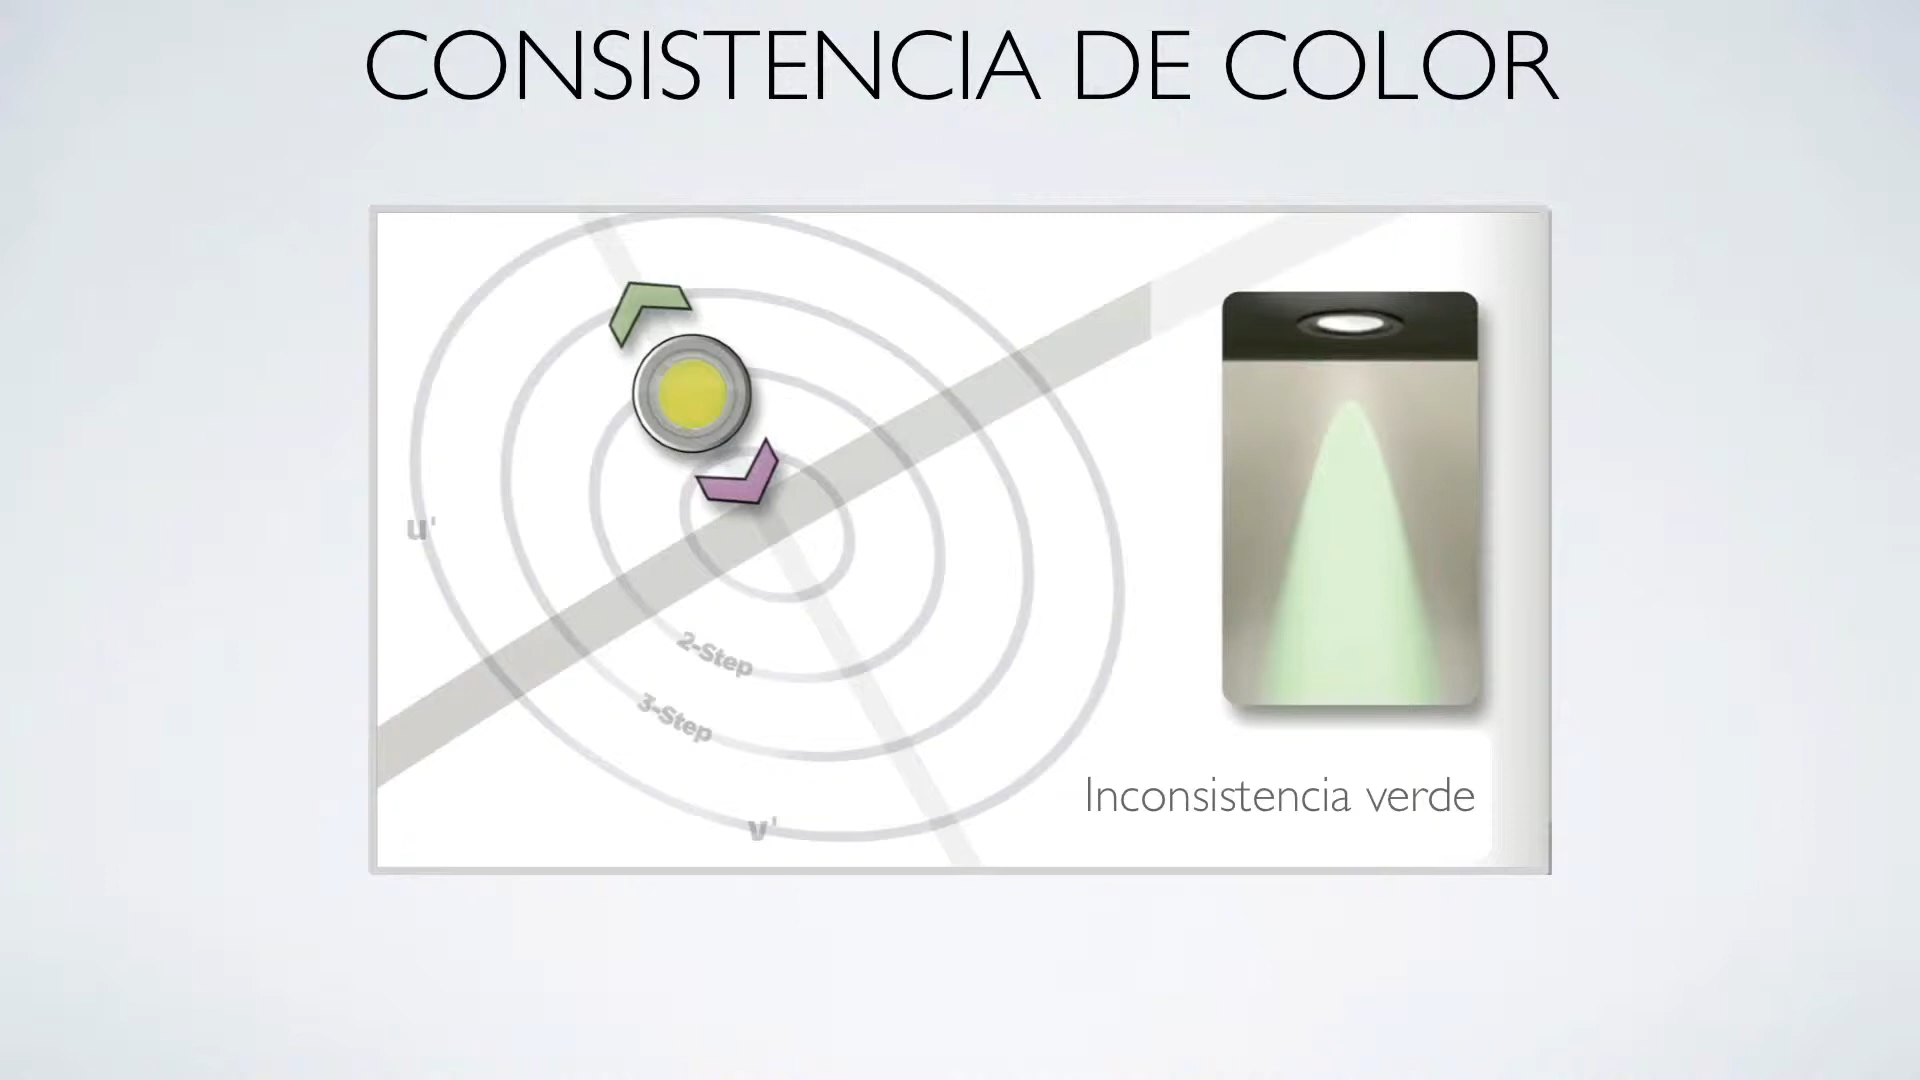 CONSISTENCIA DE COLOR
u'
2-Step
3-Step
v'
Inconsistencia verde